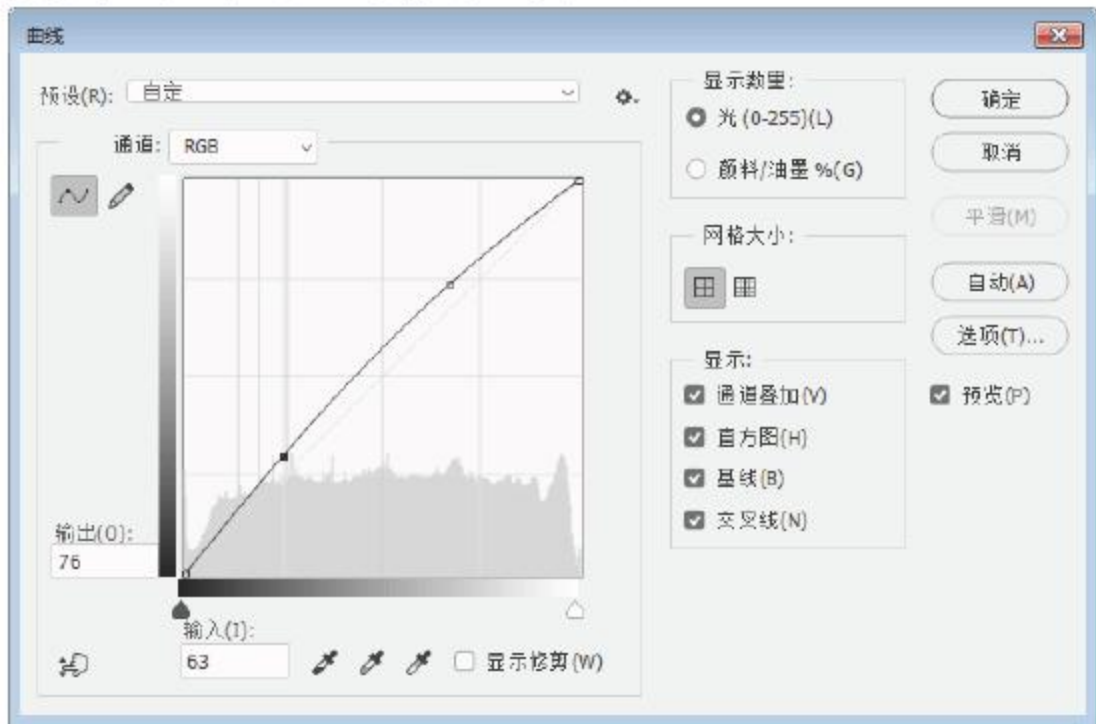 曲线
预设(R): 自定
通道: RGB
输出(O):
76
输入(I):
63
显示修剪(W)
显示数量:
光 (0-255)(L)
颜料/油墨 %(G)
网格大小:
显示:
通道叠加(V)
直方图(H)
基线(B)
交叉线(N)
确定
取消
平滑(M)
自动(A)
选项(T)...
预览(P)